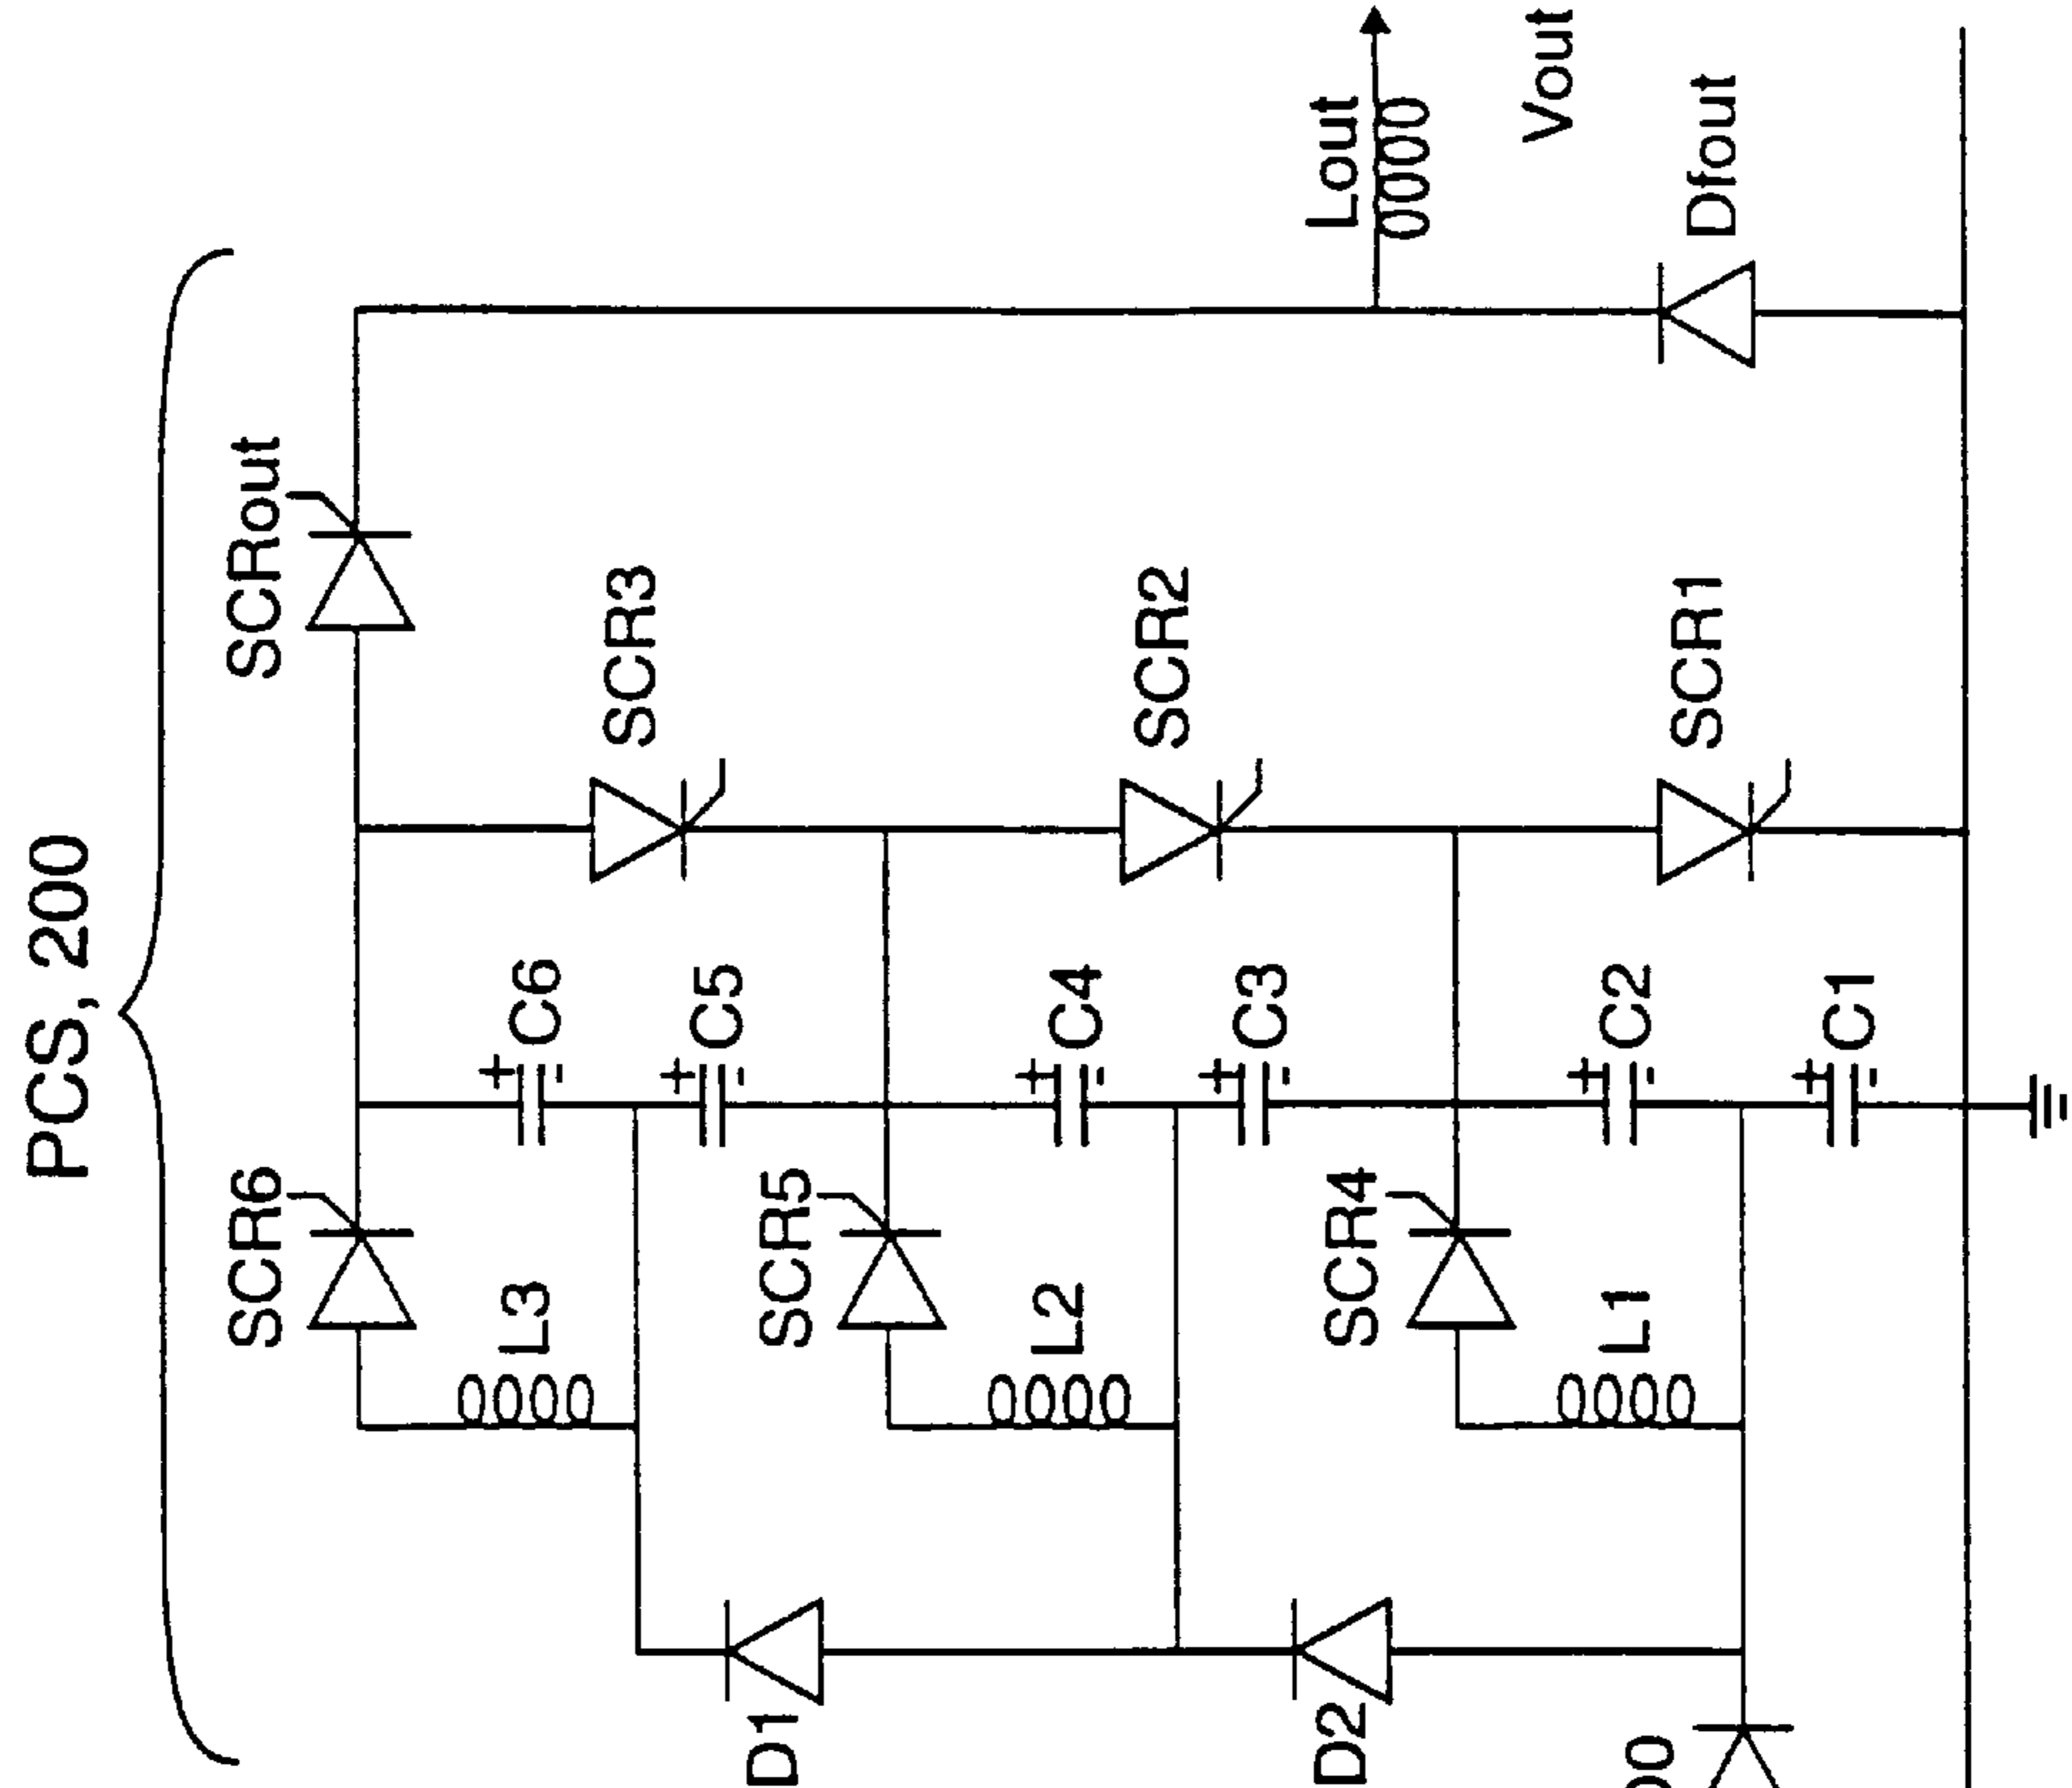 PCS, 200
SCRout
SCR6
L3
C6
C5
SCR3
D1
SCR5
L2
C4
C3
SCR2
D2
SCR4
L1
C2
C1
SCR1
Lout
Vout
Dfout
+
-
+
-
+
-
+
-
+
-
+
-